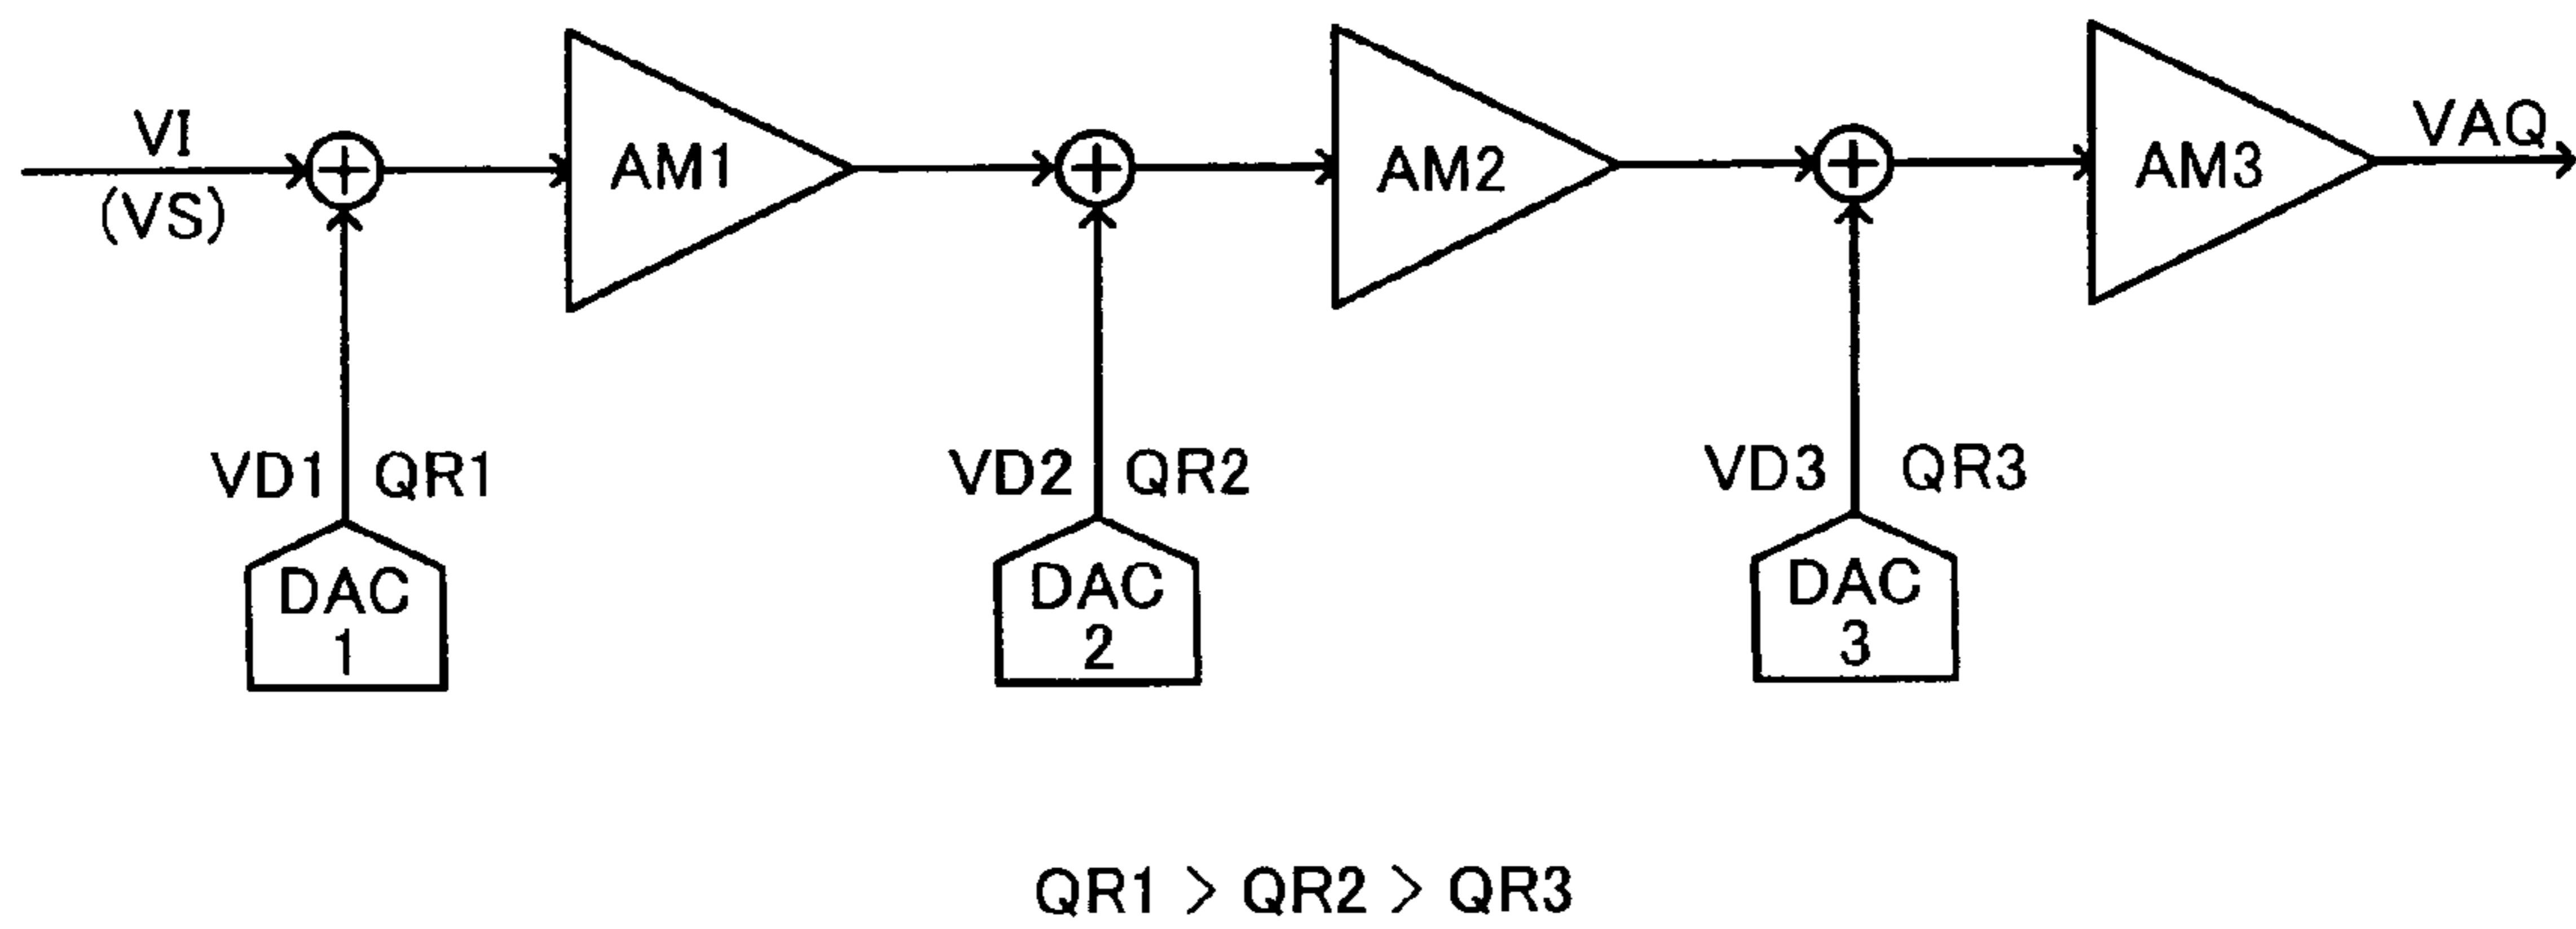 VI
(VS)
AM1
AM2
AM3
VAQ
VD1 QR1
VD2 QR2
VD3 QR3
DAC
1
DAC
2
DAC
3
QR1 > QR2 > QR3